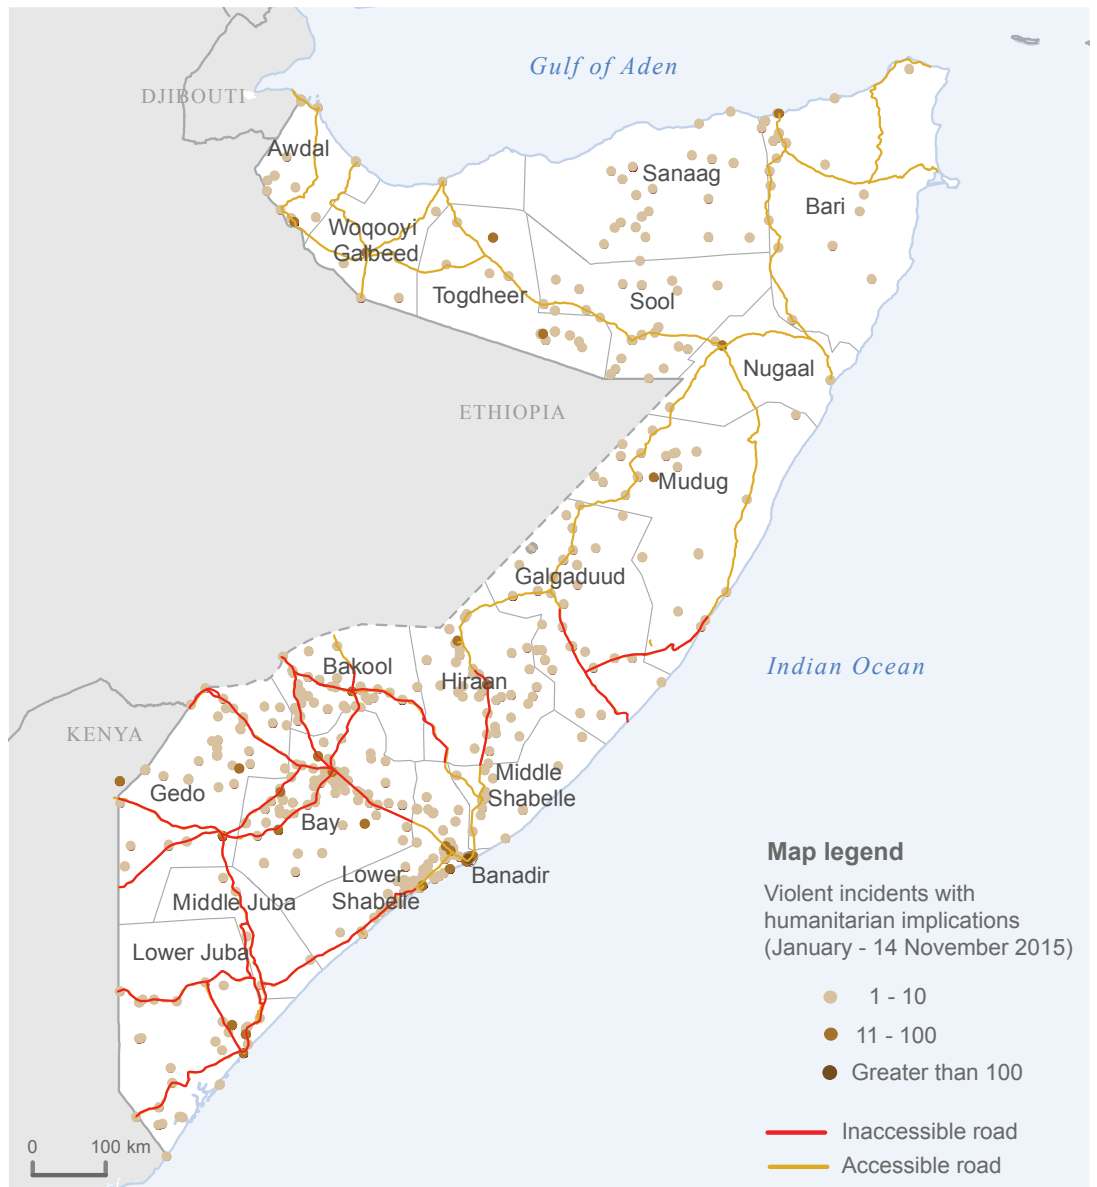 Gulf of Aden
DJIBOUTI
Awdal
Sanaag
Bari
Woqooyi
Galbeed
Togdheer
Sool
Nugaal
ETHIOPIA
Mudug
Galgaduud
Indian Ocean
Bakool
Hiraan
KENYA
Middle
Shabelle
Gedo
Bay
Lower
Shabelle
Banadir
Middle Juba
Lower Juba
Map legend
Violent incidents with
humanitarian implications
(January - 14 November 2015)
1 - 10
11 - 100
Greater than 100
Inaccessible road
Accessible road
0 100 km